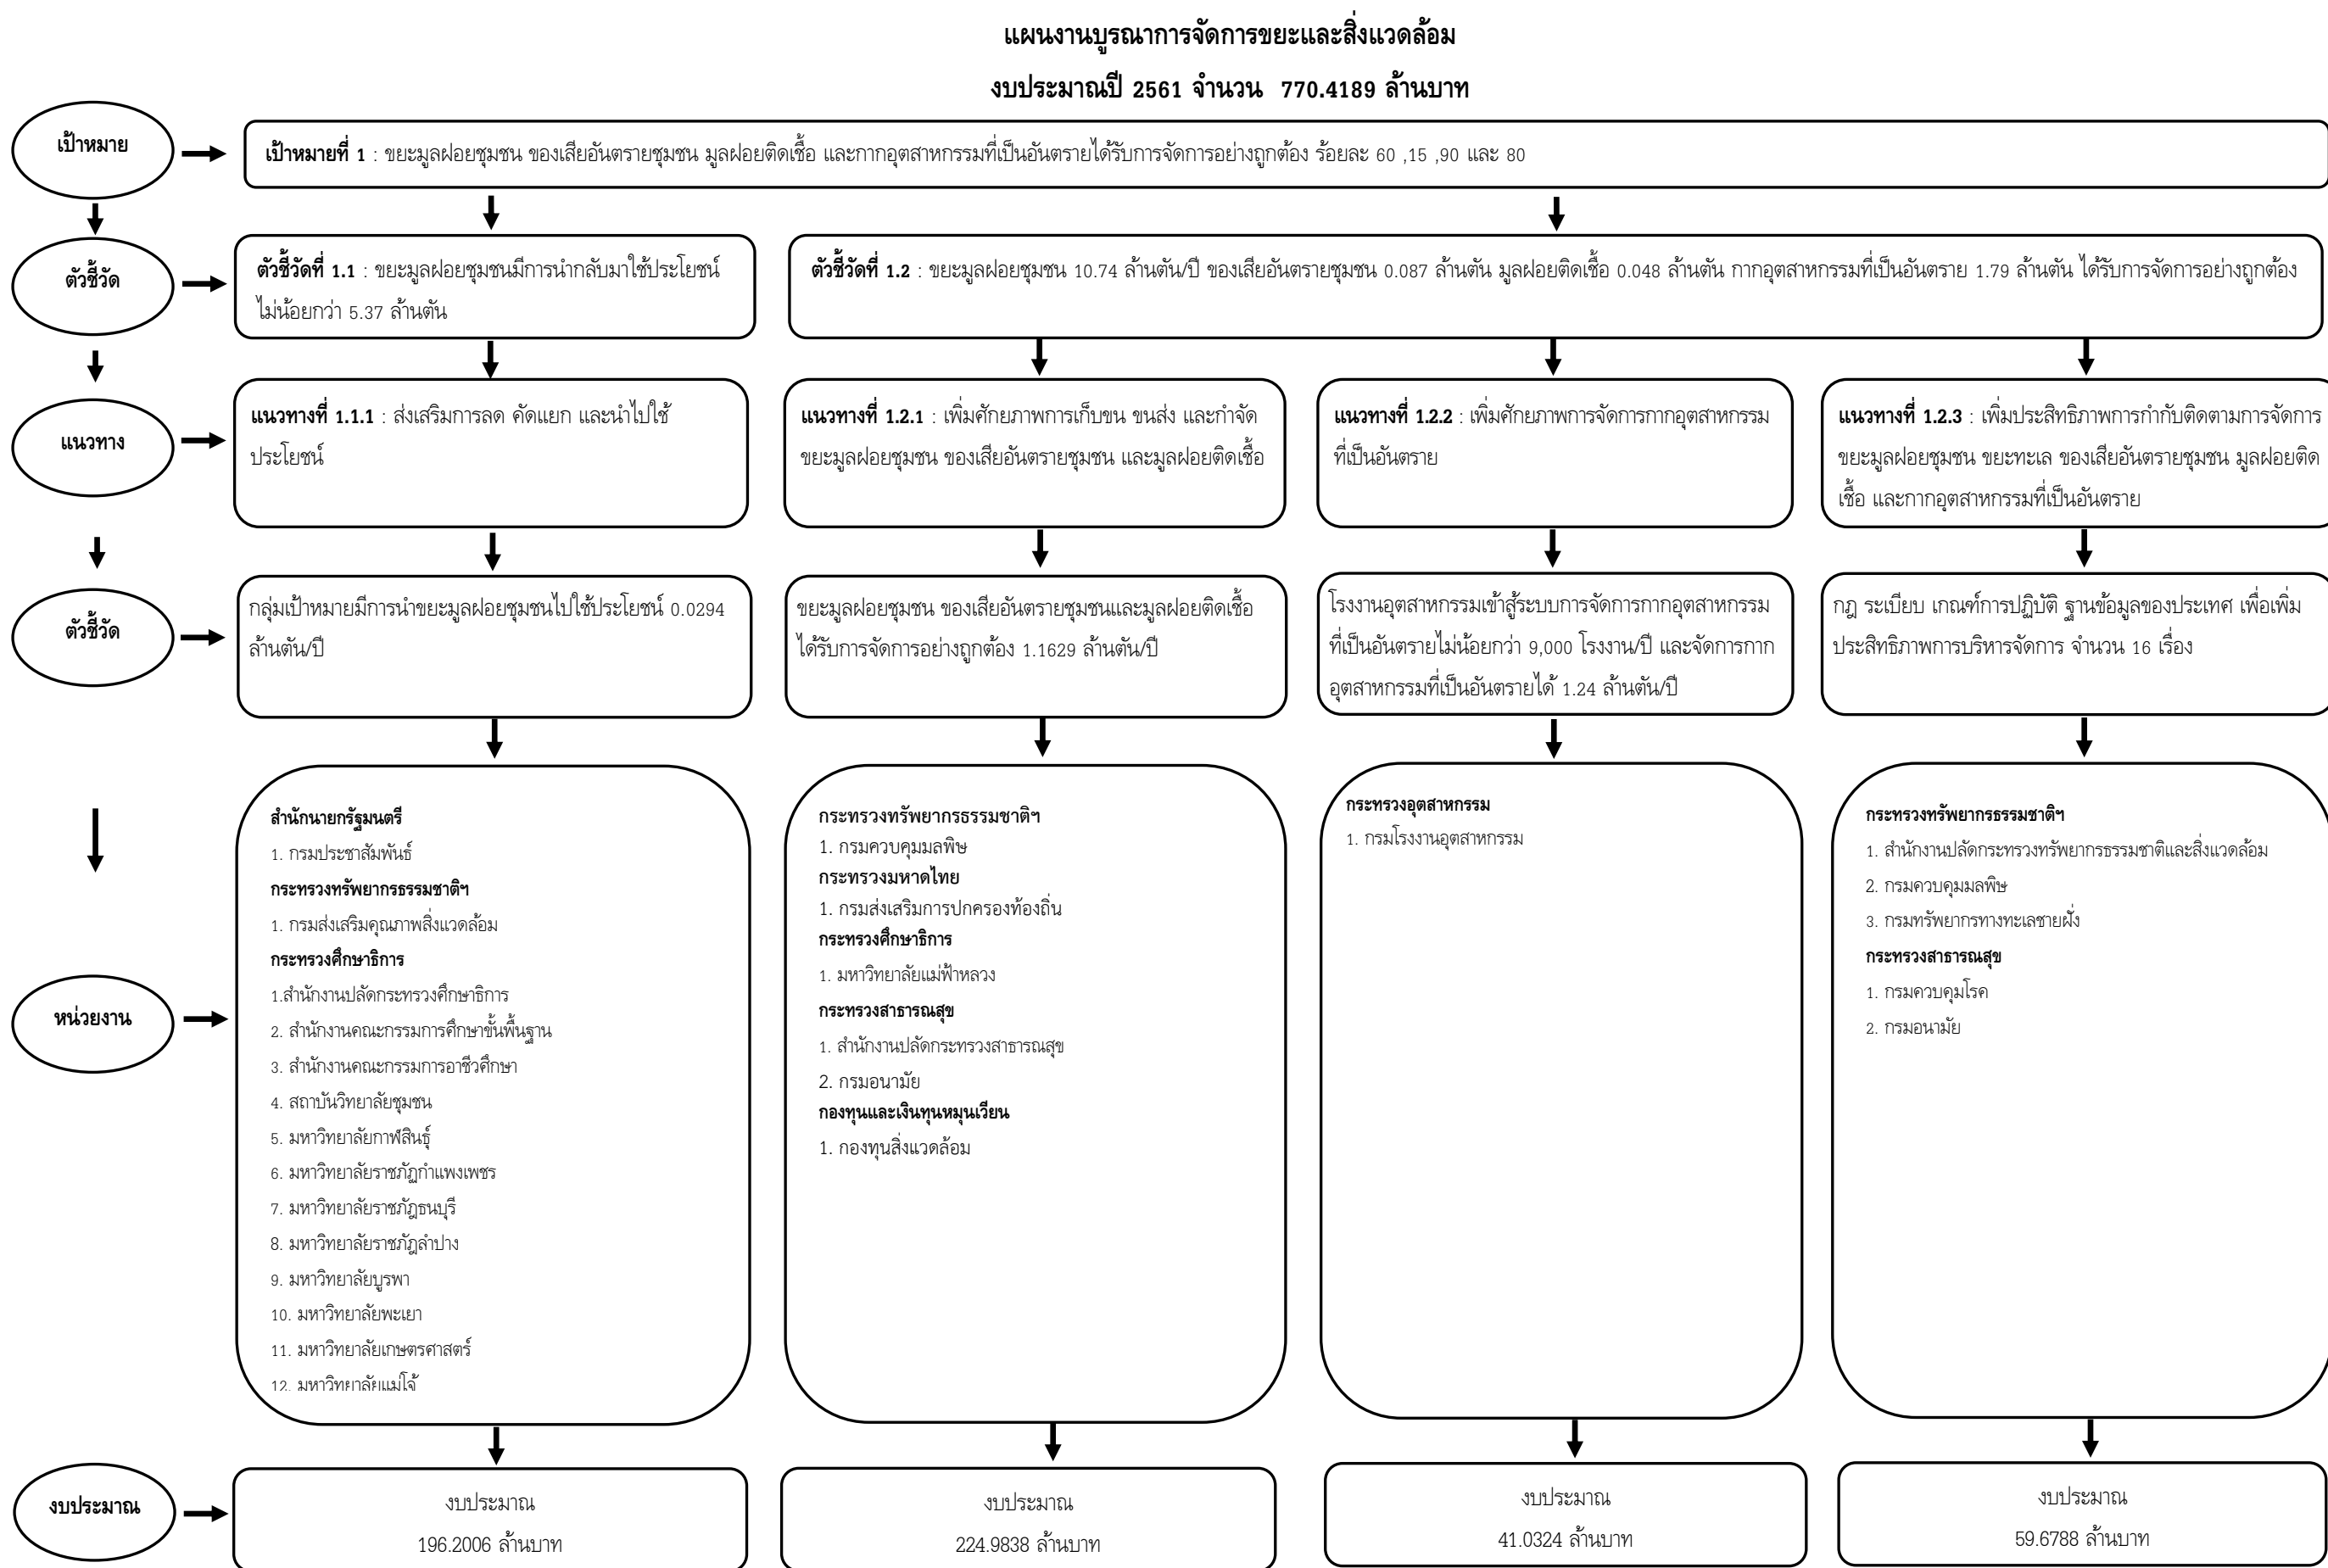 แผนงานบูรณาการจัดการขยะและสิ่งแวดล้อม
งบประมาณปี 2561 จำนวน 770.4189 ล้านบาท
เป้าหมาย
เป้าหมายที่ 1 : ขยะมูลฝอยชุมชน ของเสียอันตรายชุมชน มูลฝอยติดเชื้อ และกากอุตสาหกรรมที่เป็นอันตรายได้รับการจัดการอย่างถูกต้อง ร้อยละ 60 ,15 ,90 และ 80
ตัวชี้วัด
ตัวชี้วัดที่ 1.1 : ขยะมูลฝอยชุมชนมีการนำกลับมาใช้ประโยชน์
ไม่น้อยกว่า 5.37 ล้านตัน
ตัวชี้วัดที่ 1.2 : ขยะมูลฝอยชุมชน 10.74 ล้านตัน/ปี ของเสียอันตรายชุมชน 0.087 ล้านตัน มูลฝอยติดเชื้อ 0.048 ล้านตัน กากอุตสาหกรรมที่เป็นอันตราย 1.79 ล้านตัน ได้รับการจัดการอย่างถูกต้อง
แนวทาง
แนวทางที่ 1.1.1 : ส่งเสริมการลด คัดแยก และนำไปใช้
ประโยชน์
แนวทางที่ 1.2.1 : เพิ่มศักยภาพการเก็บขน ขนส่ง และกำจัด
ขยะมูลฝอยชุมชน ของเสียอันตรายชุมชน และมูลฝอยติดเชื้อ
แนวทางที่ 1.2.2 : เพิ่มศักยภาพการจัดการกากอุตสาหกรรม
ที่เป็นอันตราย
แนวทางที่ 1.2.3 : เพิ่มประสิทธิภาพการกำกับติดตามการจัดการ
ขยะมูลฝอยชุมชน ขยะทะเล ของเสียอันตรายชุมชน มูลฝอยติด
เชื้อ และกากอุตสาหกรรมที่เป็นอันตราย
ตัวชี้วัด
กลุ่มเป้าหมายมีการนำขยะมูลฝอยชุมชนไปใช้ประโยชน์ 0.0294
ล้านตัน/ปี
ขยะมูลฝอยชุมชน ของเสียอันตรายชุมชนและมูลฝอยติดเชื้อ
ได้รับการจัดการอย่างถูกต้อง 1.1629 ล้านตัน/ปี
โรงงานอุตสาหกรรมเข้าสู่ระบบการจัดการกากอุตสาหกรรม
ที่เป็นอันตรายไม่น้อยกว่า 9,000 โรงงาน/ปี และจัดการกาก
อุตสาหกรรมที่เป็นอันตรายได้ 1.24 ล้านตัน/ปี
กฎ ระเบียบ เกณฑ์การปฏิบัติ ฐานข้อมูลของประเทศ เพื่อเพิ่ม
ประสิทธิภาพการบริหารจัดการ จำนวน 16 เรื่อง
หน่วยงาน
สำนักนายกรัฐมนตรี
1. กรมประชาสัมพันธ์
กระทรวงทรัพยากรธรรมชาติฯ
1. กรมส่งเสริมคุณภาพสิ่งแวดล้อม
กระทรวงศึกษาธิการ
1.สำนักงานปลัดกระทรวงศึกษาธิการ
2. สำนักงานคณะกรรมการศึกษาขั้นพื้นฐาน
3. สำนักงานคณะกรรมการอาชีวศึกษา
4. สถาบันวิทยาลัยชุมชน
5. มหาวิทยาลัยกาฬสินธุ์
6. มหาวิทยาลัยราชภัฏกำแพงเพชร
7. มหาวิทยาลัยราชภัฎธนบุรี
8. มหาวิทยาลัยราชภัฎลำปาง
9. มหาวิทยาลัยบูรพา
10. มหาวิทยาลัยพะเยา
11. มหาวิทยาลัยเกษตรศาสตร์
12. มหาวิทยาลัยแม่โจ้
กระทรวงทรัพยากรธรรมชาติฯ
1. กรมควบคุมมลพิษ
กระทรวงมหาดไทย
1. กรมส่งเสริมการปกครองท้องถิ่น
กระทรวงศึกษาธิการ
1. มหาวิทยาลัยแม่ฟ้าหลวง
กระทรวงสาธารณสุข
1. สำนักงานปลัดกระทรวงสาธารณสุข
2. กรมอนามัย
กองทุนและเงินทุนหมุนเวียน
1. กองทุนสิ่งแวดล้อม
กระทรวงอุตสาหกรรม
1. กรมโรงงานอุตสาหกรรม
กระทรวงทรัพยากรธรรมชาติฯ
1. สำนักงานปลัดกระทรวงทรัพยากรธรรมชาติและสิ่งแวดล้อม
2. กรมควบคุมมลพิษ
3. กรมทรัพยากรทางทะเลชายฝั่ง
กระทรวงสาธารณสุข
1. กรมควบคุมโรค
2. กรมอนามัย
งบประมาณ
งบประมาณ
196.2006 ล้านบาท
งบประมาณ
224.9838 ล้านบาท
งบประมาณ
41.0324 ล้านบาท
งบประมาณ
59.6788 ล้านบาท